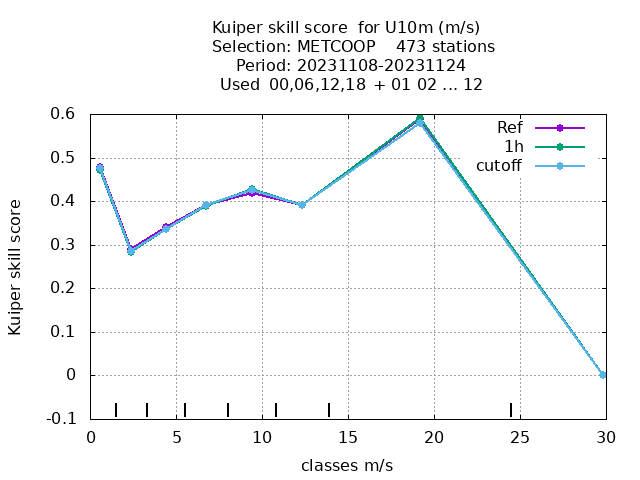 Kuiper skill score for U10m (m/s)
Selection: METCOOP 473 stations
Period: 20231108-20231124
Used 00,06,12,18 + 01 02 ... 12
Ref
1h
cutoff
Kuiper skill score
0.6
0.5
0.4
0.3
0.2
0.1
0
-0.1
0 5 10 15 20 25 30
classes m/s